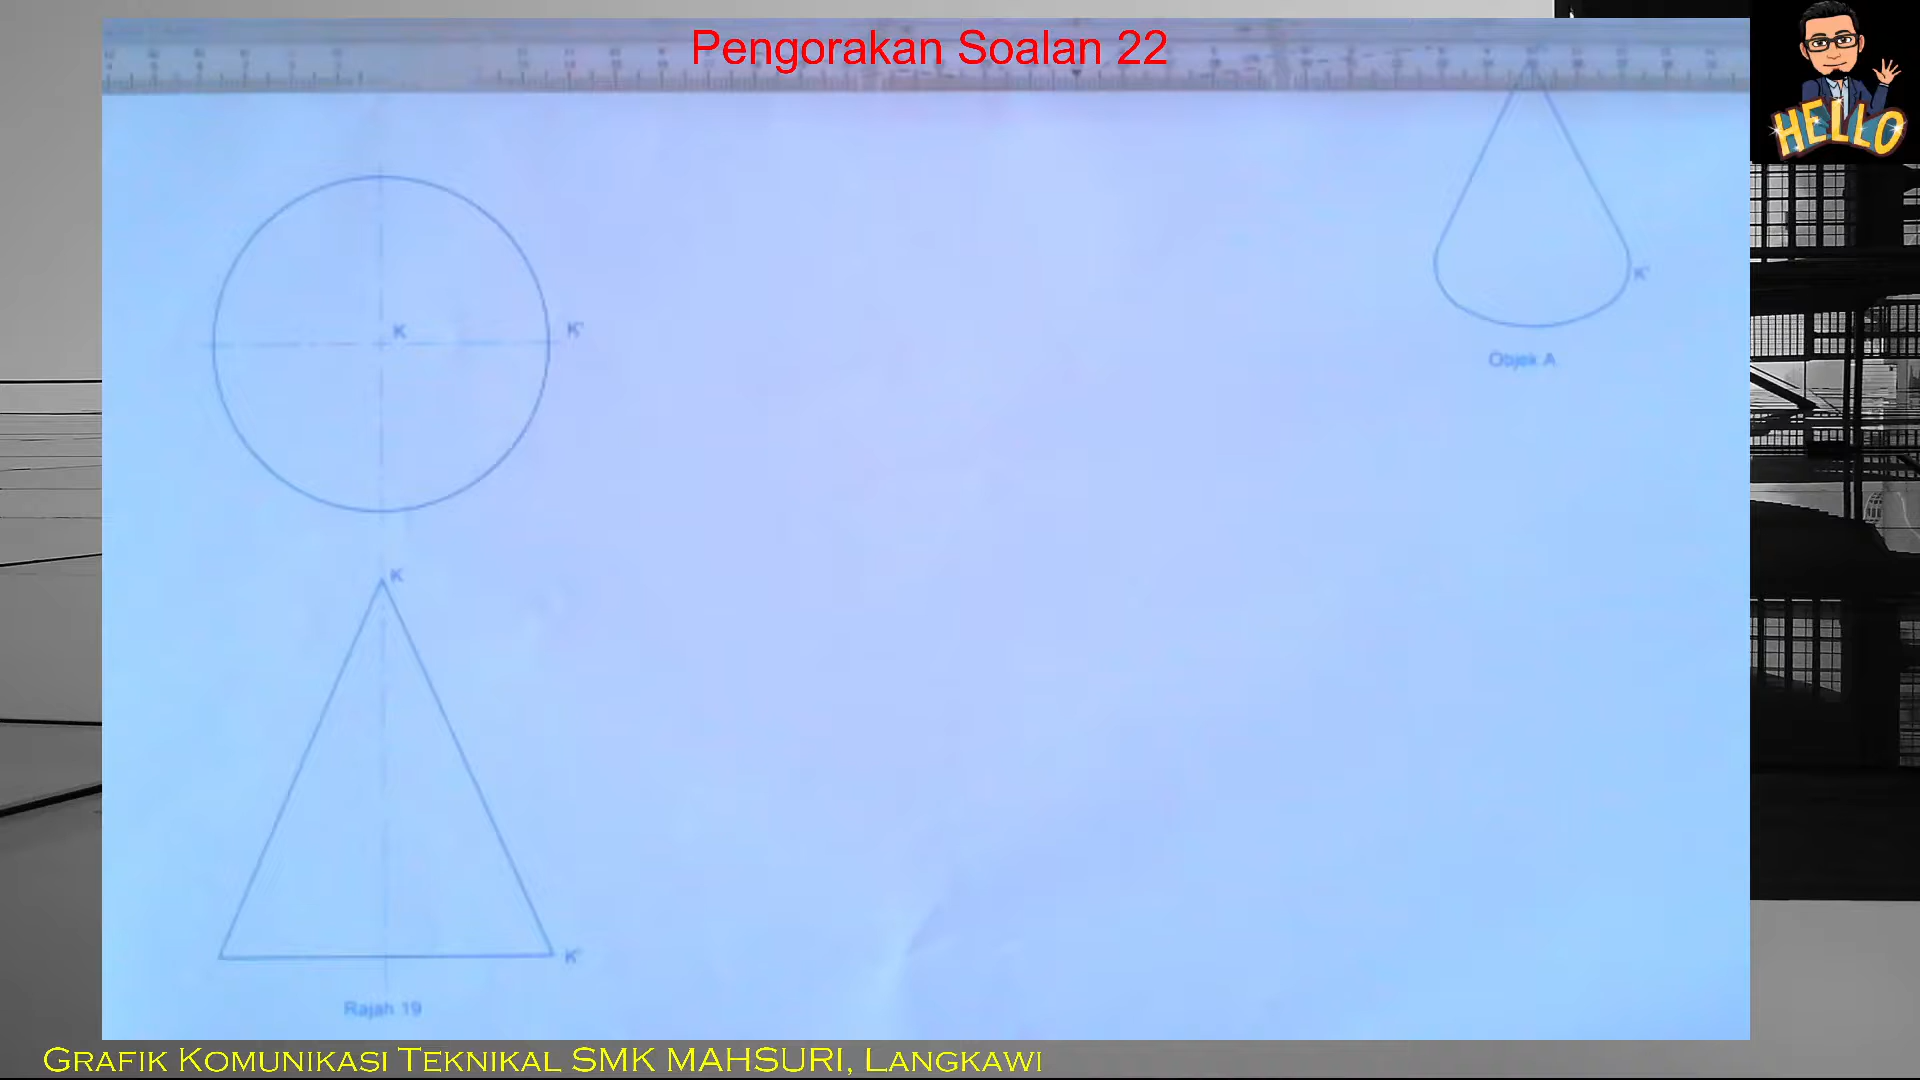 Pengorakan Soalan 22
HELLO
K
K'
K'
Objek A
K
K'
Rajah 19
GRAFIK KOMUNIKASI TEKNIKAL SMK MAHSURI, LANGKAWI